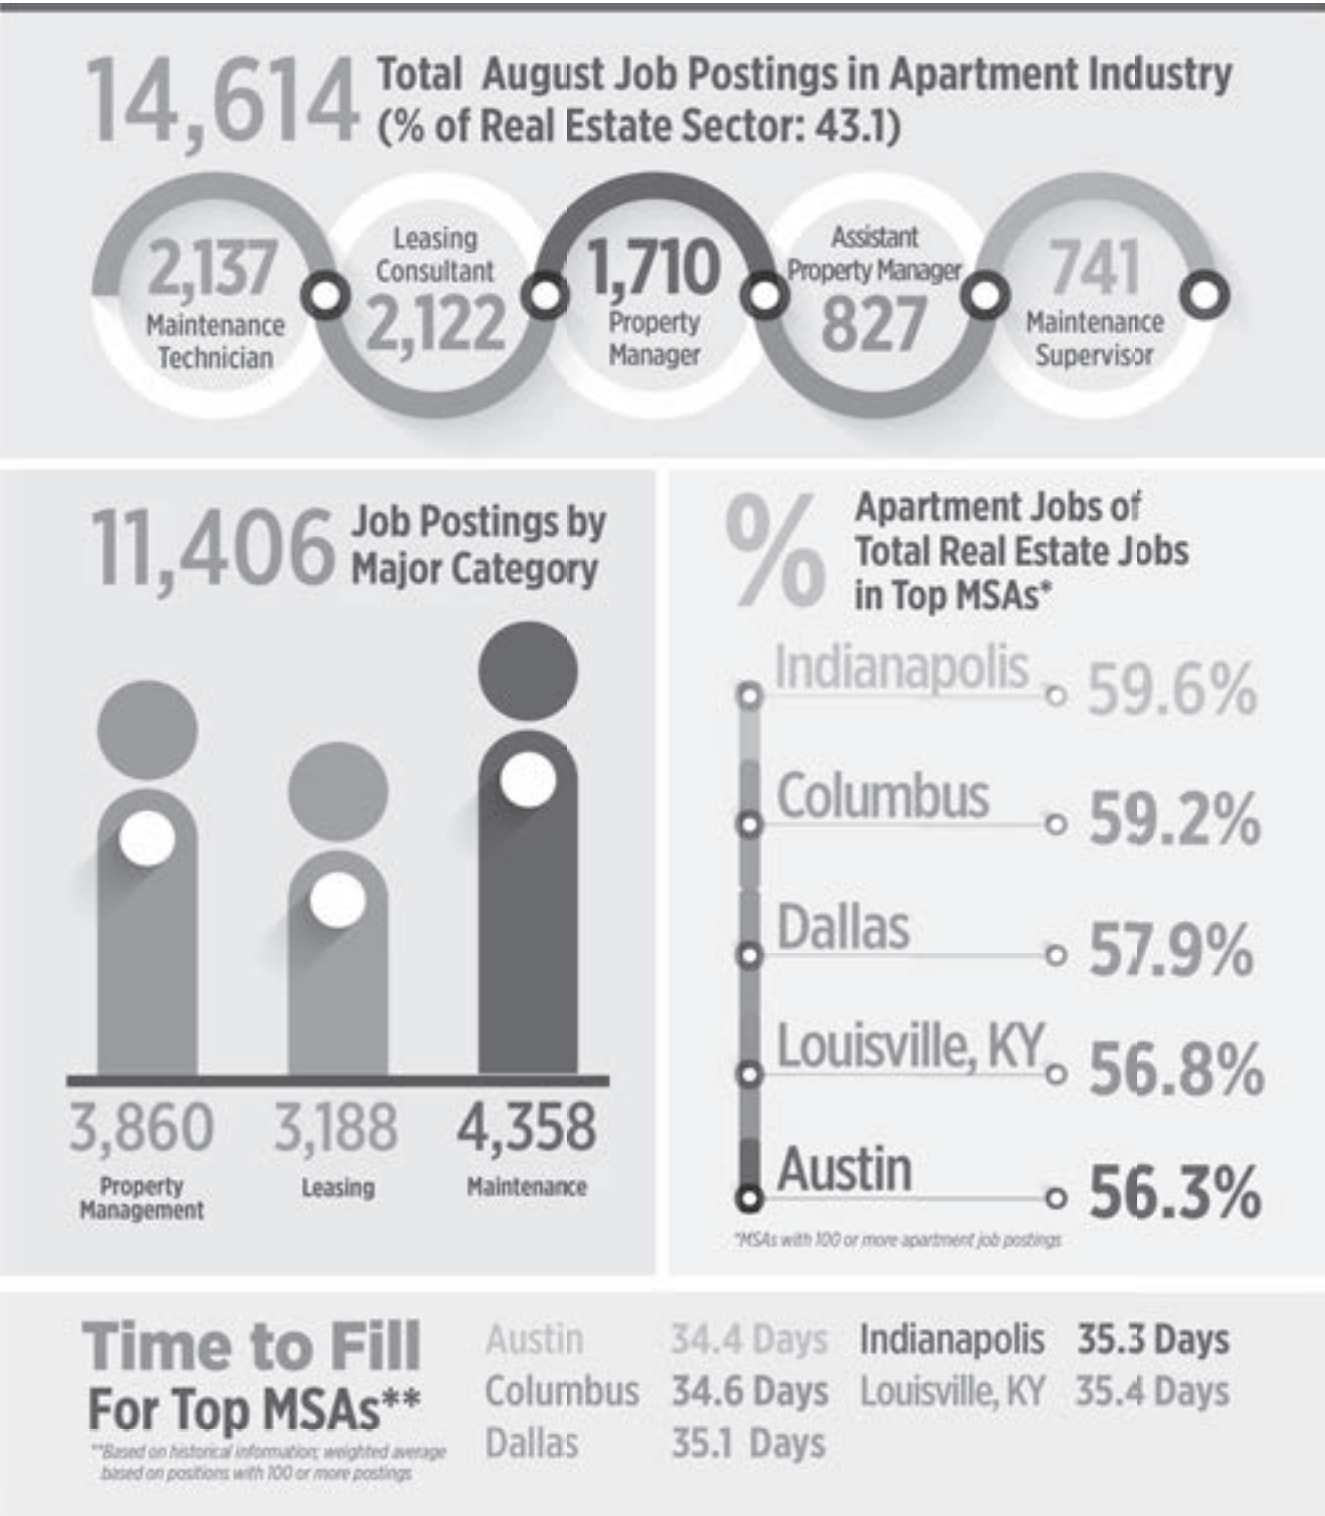 14,614 Total August Job Postings in Apartment Industry
(% of Real Estate Sector: 43.1)
2,137
Maintenance
Technician
Leasing
Consultant
2,122
1,710
Property
Manager
Assistant
Property Manager
827
741
Maintenance
Supervisor
11,406 Job Postings by
Major Category
3,860
Property
Management
3,188
Leasing
4,358
Maintenance
% Apartment Jobs of
Total Real Estate Jobs
in Top MSAs*
Indianapolis 59.6%
Columbus 59.2%
Dallas 57.9%
Louisville, KY 56.8%
Austin 56.3%
*MSAs with 100 or more apartment job postings
Time to Fill
For Top MSAs**
**Based on historical information; weighted average
based on positions with 100 or more postings
Austin 34.4 Days
Columbus 34.6 Days
Dallas 35.1 Days
Indianapolis 35.3 Days
Louisville, KY 35.4 Days